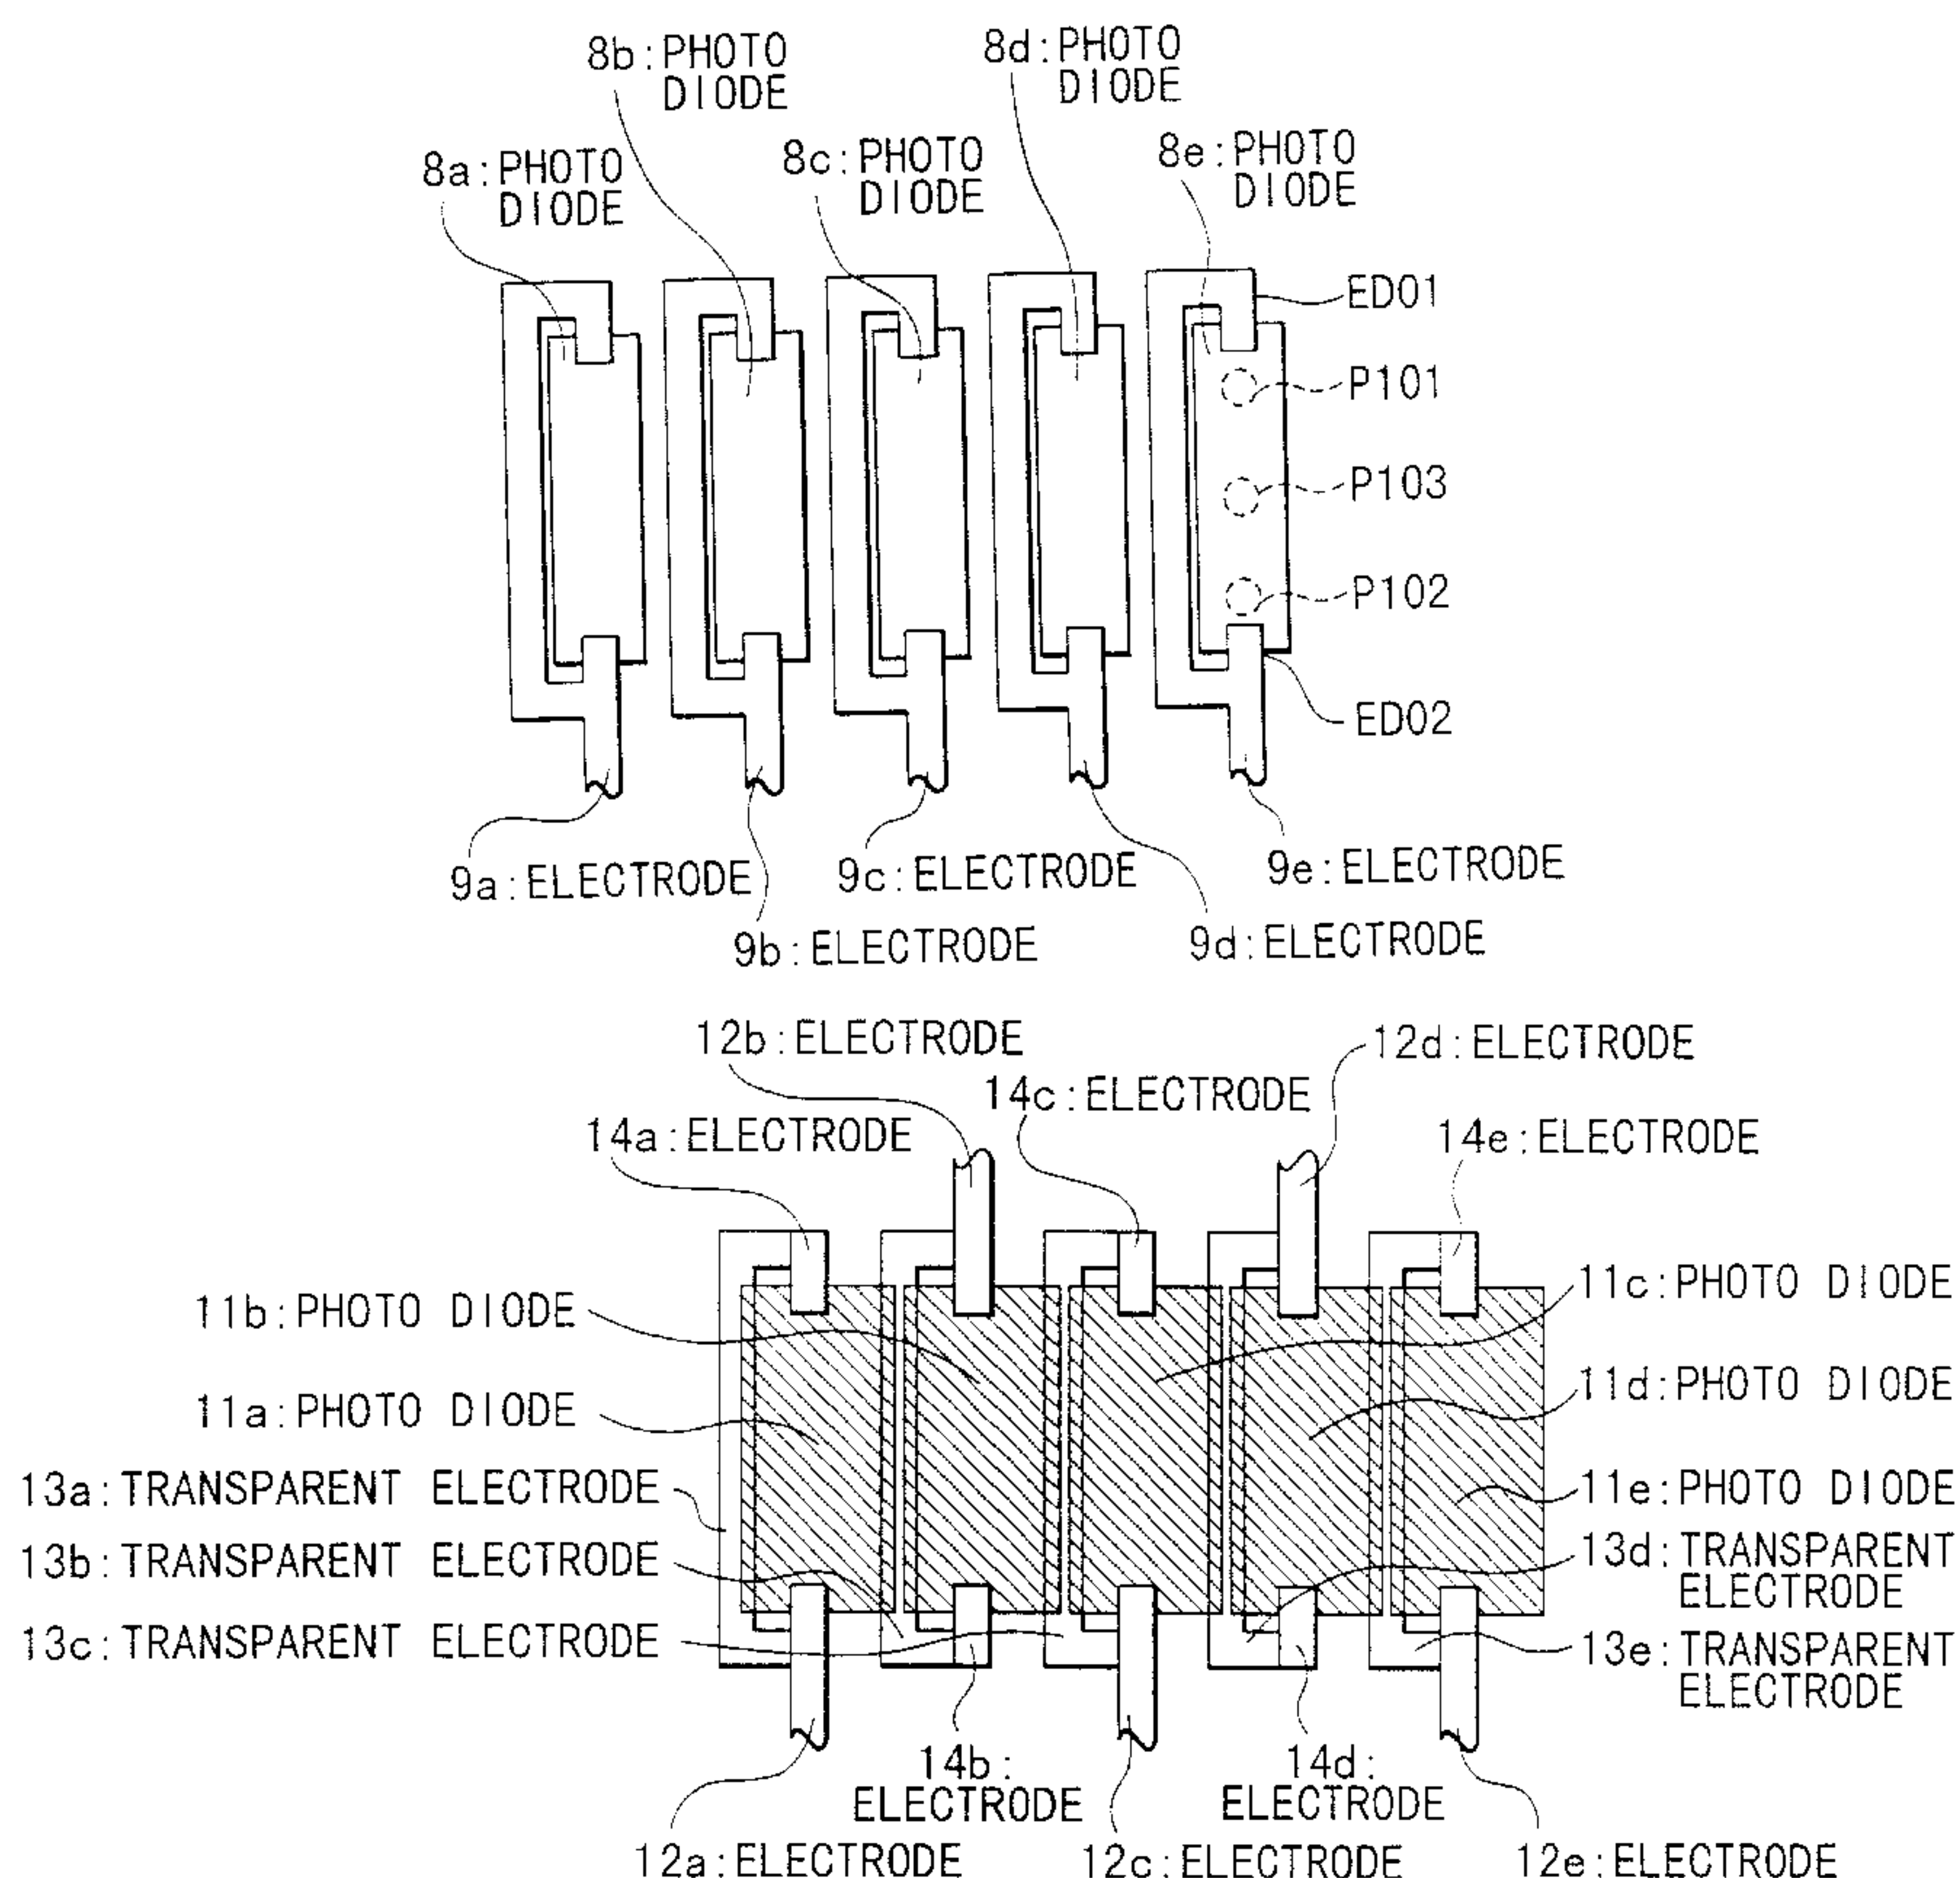 8b:PHOTO
DIODE
8d:PHOTO
DIODE
8a:PHOTO
DIODE
8c:PHOTO
DIODE
8e:PHOTO
DIODE
ED01
P101
P103
P102
ED02
9a:ELECTRODE
9c:ELECTRODE
9e:ELECTRODE
9b:ELECTRODE
9d:ELECTRODE
12b:ELECTRODE
12d:ELECTRODE
14c:ELECTRODE
14a:ELECTRODE
14e:ELECTRODE
11b:PHOTO DIODE
11c:PHOTO DIODE
11a:PHOTO DIODE
11d:PHOTO DIODE
13a:TRANSPARENT ELECTRODE
11e:PHOTO DIODE
13b:TRANSPARENT ELECTRODE
13d:TRANSPARENT
ELECTRODE
13c:TRANSPARENT ELECTRODE
13e:TRANSPARENT
ELECTRODE
14b:
ELECTRODE
14d:
ELECTRODE
12a:ELECTRODE
12c:ELECTRODE
12e:ELECTRODE